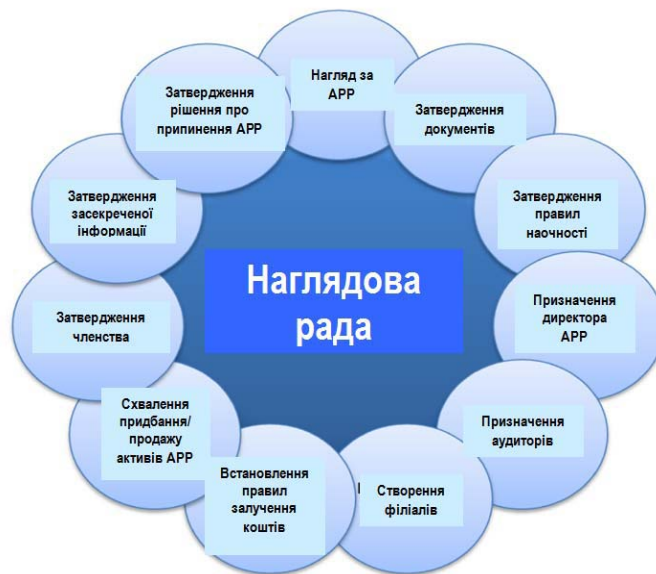 Наглядова
рада
Нагляд за
АРР
Затвердження
документів
Затвердження
правил
наочності
Призначення
директора
АРР
Призначення
аудиторів
Створення
філіалів
Встановлення
правил
залучення
коштів
Схвалення
придбання/
продажу
активів АРР
Затвердження
членства
Затвердження
засекреченої
інформації
Затвердження
рішення про
припинення АРР